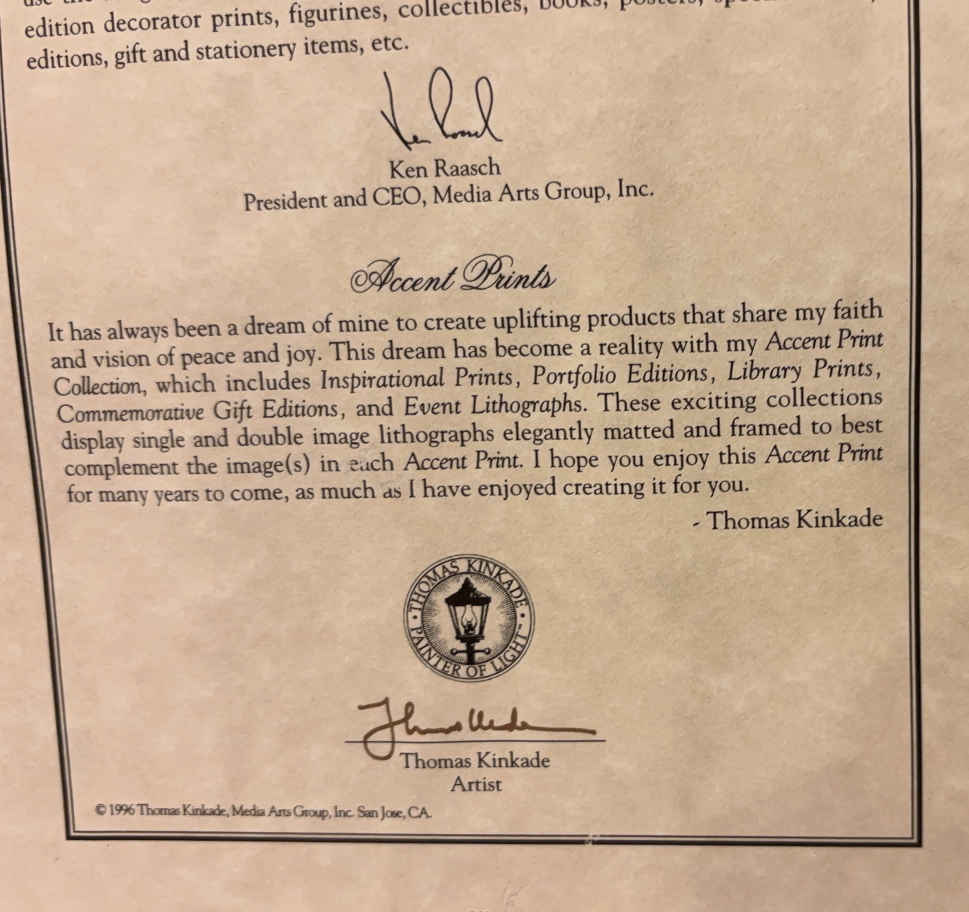 edition decorator prints, figurines, collectibles,
editions, gift and stationery items, etc.
Ken Raasch
Ken Raasch
President and CEO, Media Arts Group, Inc.
Accent Prints
It has always been a dream of mine to create uplifting products that share my faith
and vision of peace and joy. This dream has become a reality with my Accent Print
Collection, which includes Inspirational Prints, Portfolio Editions, Library Prints,
Commemorative Gift Editions, and Event Lithographs. These exciting collections
display single and double image lithographs elegantly matted and framed to best
complement the image(s) in each Accent Print. I hope you enjoy this Accent Print
for many years to come, as much as I have enjoyed creating it for you.
- Thomas Kinkade
· THOMAS KINKADE ·
PAINTER OF LIGHT
Thomas Kinkade
Artist
© 1996 Thomas Kinkade, Media Arts Group, Inc. San Jose, CA.